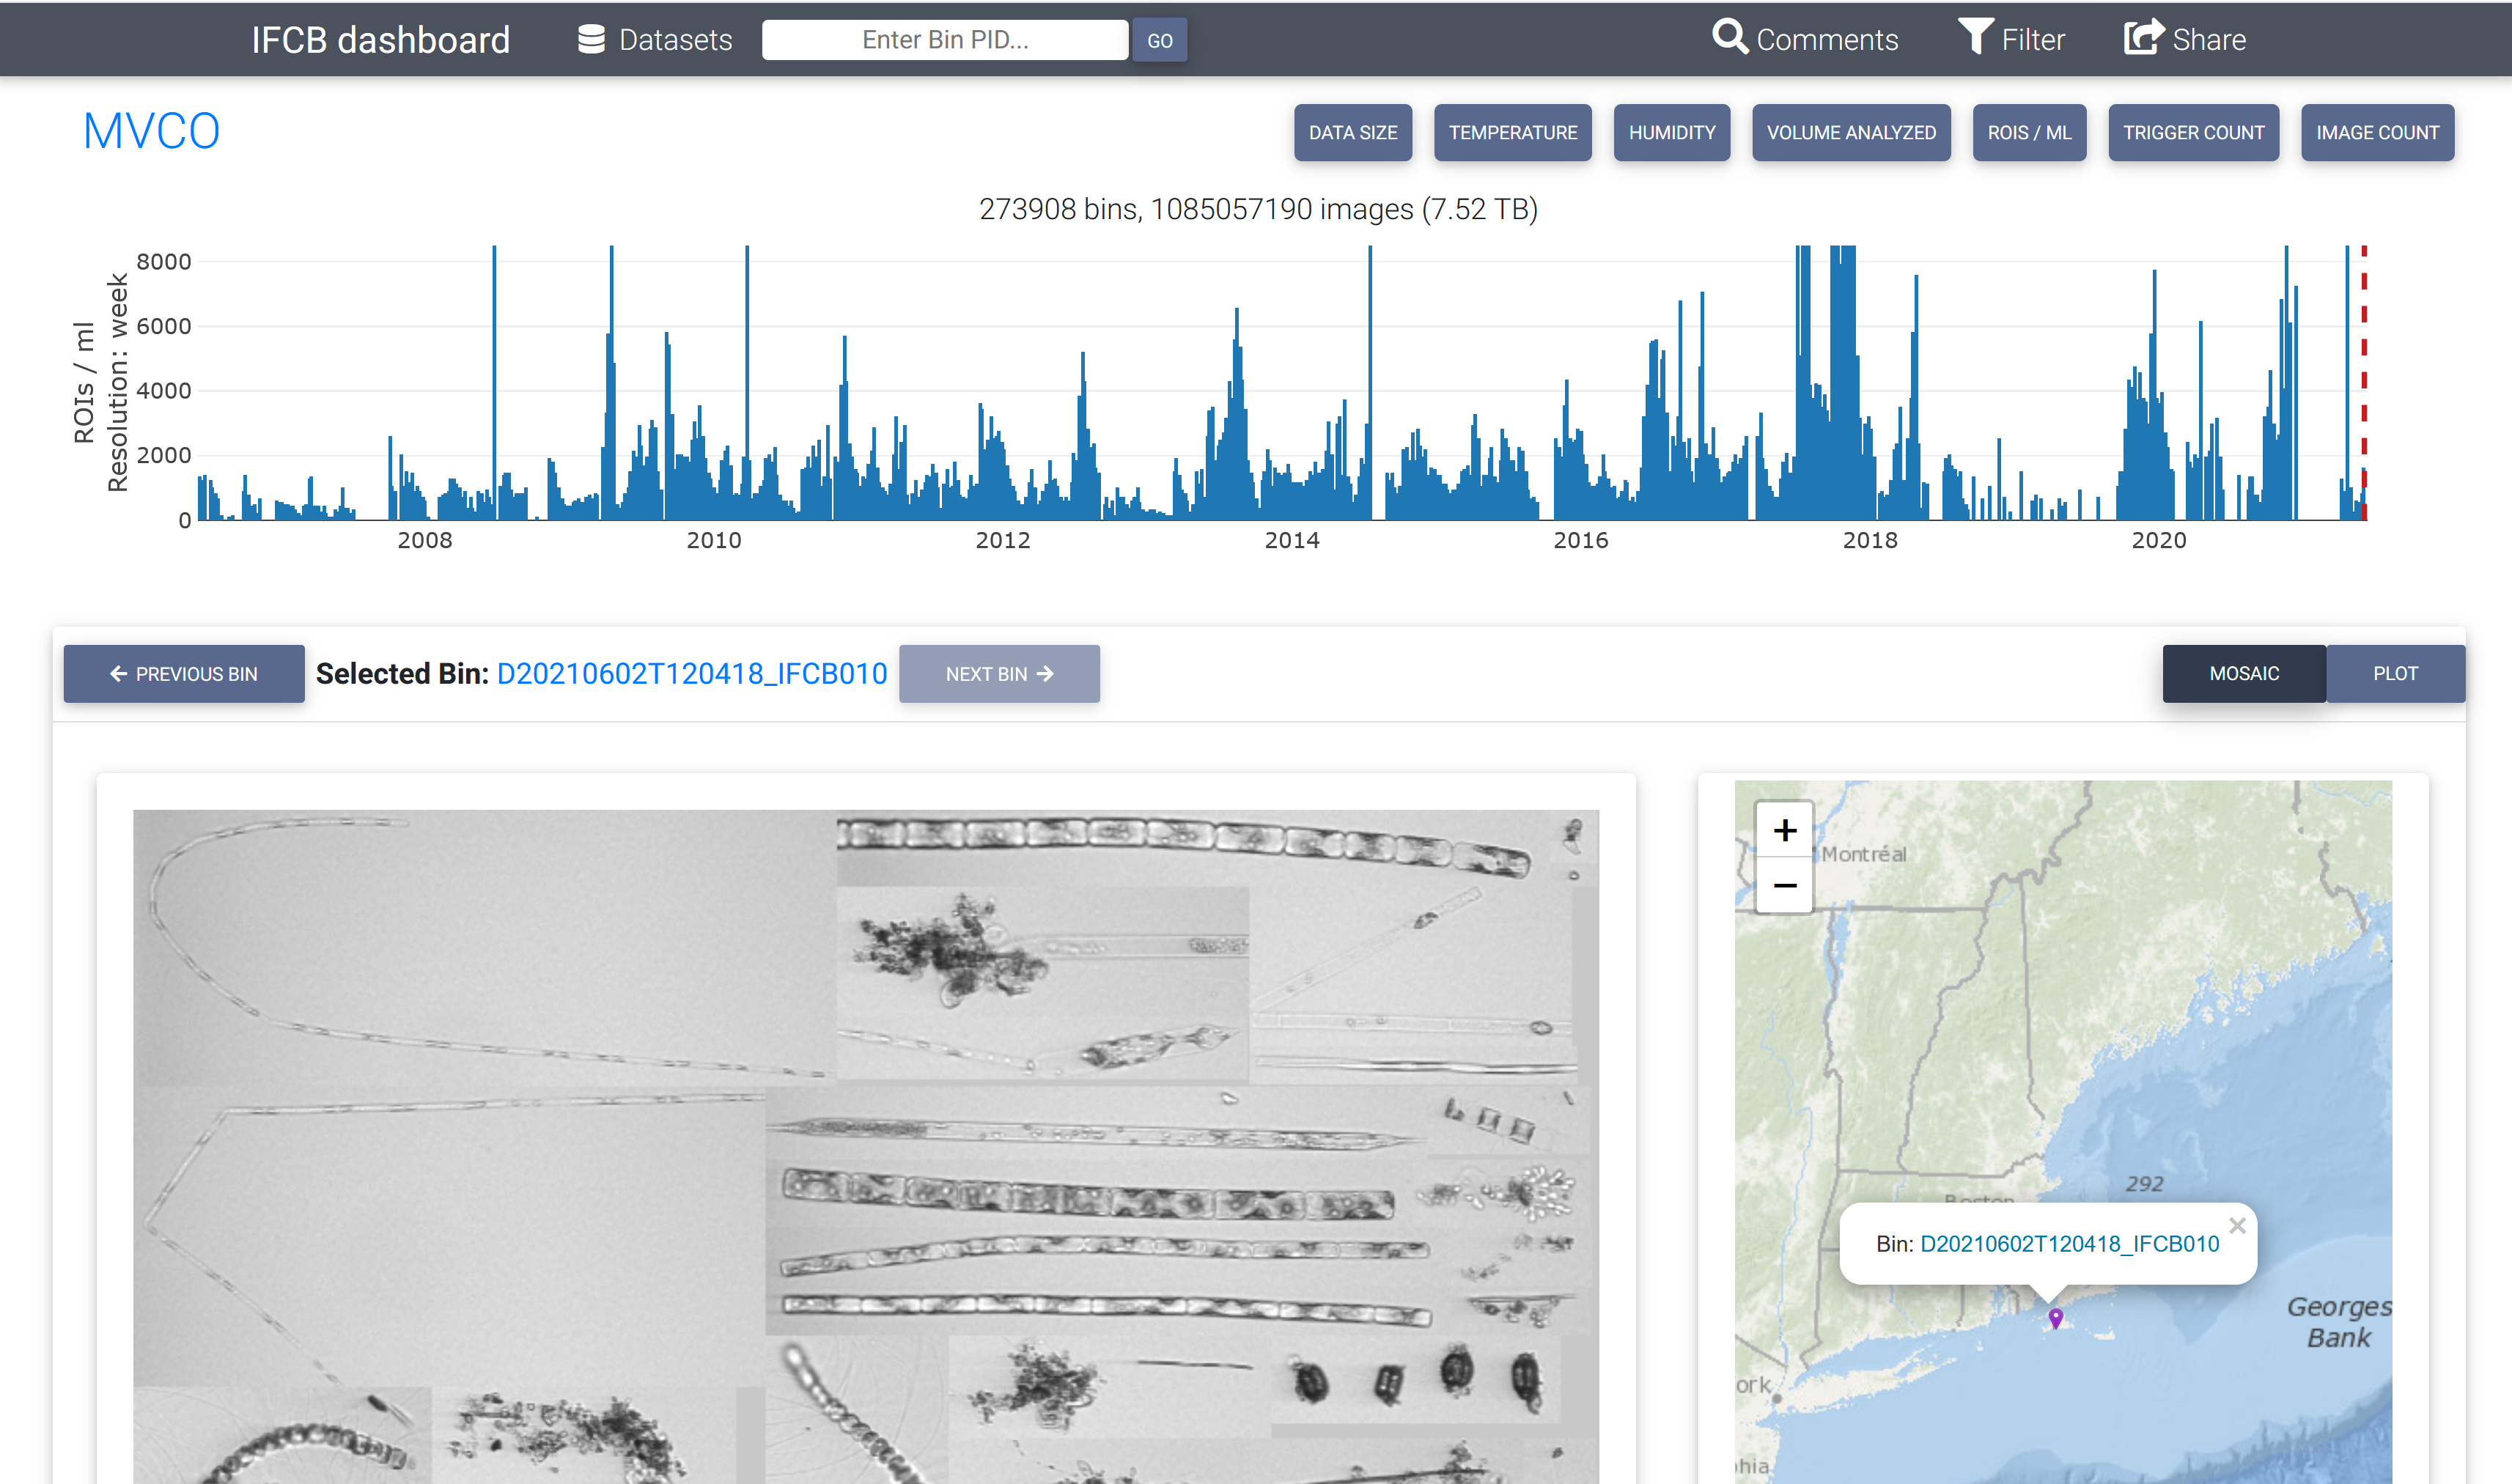 IFCB dashboard Datasets Enter Bin PID... GO Comments Filter Share
MVCO DATA SIZE TEMPERATURE HUMIDITY VOLUME ANALYZED ROIS / ML TRIGGER COUNT IMAGE COUNT
273908 bins, 1085057190 images (7.52 TB)
ROIs / ml
Resolution: week
8000
6000
4000
2000
0
2008 2010 2012 2014 2016 2018 2020
PREVIOUS BIN Selected Bin: D20210602T120418_IFCB010 NEXT BIN MOSAIC PLOT
+
−
Montréal
292
Boston
Bin: D20210602T120418_IFCB010 ×
Georges
Bank
ork
phia